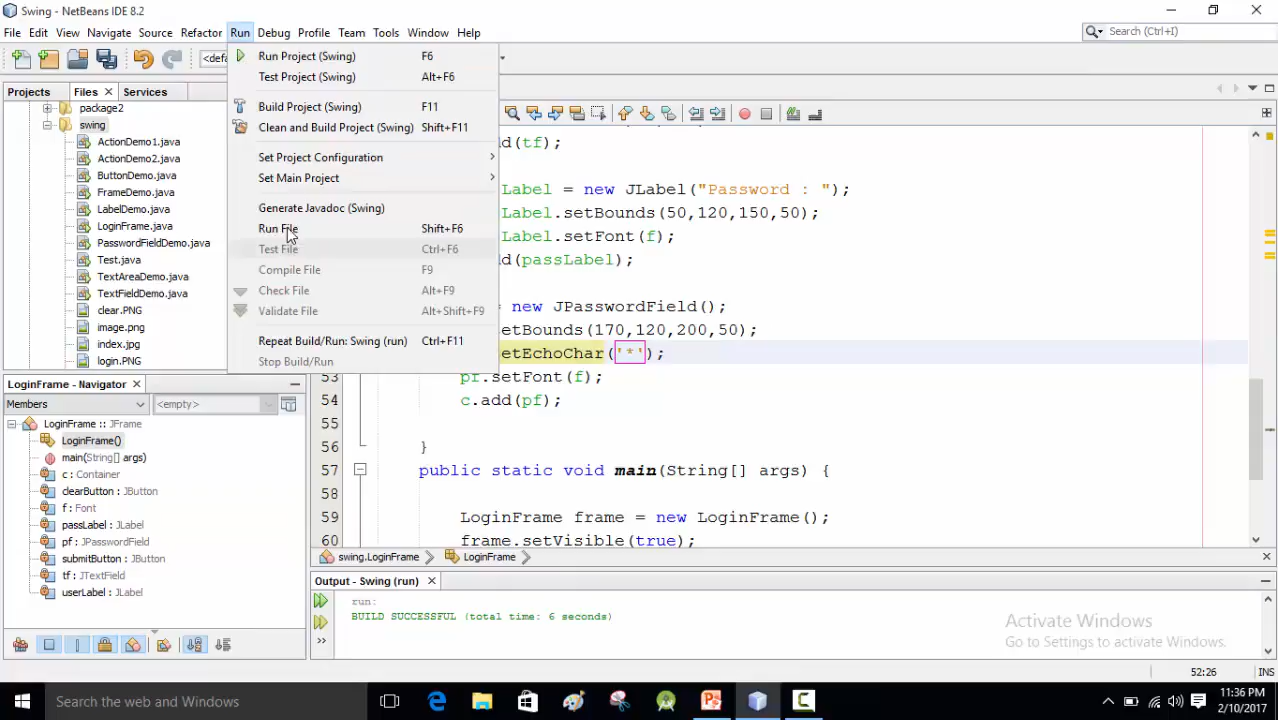 Swing - NetBeans IDE 8.2
File Edit View Navigate Source Refactor Run Debug Profile Team Tools Window Help
Search (Ctrl+I)
Projects Files Services
package2
swing
ActionDemo1.java
ActionDemo2.java
ButtonDemo.java
FrameDemo.java
LabelDemo.java
LoginFrame.java
PasswordFieldDemo.java
Test.java
TextAreaDemo.java
TextFieldDemo.java
clear.PNG
image.png
index.jpg
login.PNG
Run Project (Swing) F6
Test Project (Swing) Alt+F6
Build Project (Swing) F11
Clean and Build Project (Swing) Shift+F11
Set Project Configuration
Set Main Project
Generate Javadoc (Swing)
Run File Shift+F6
Test File Ctrl+F6
Compile File F9
Check File Alt+F9
Validate File Alt+Shift+F9
Repeat Build/Run: Swing (run) Ctrl+F11
Stop Build/Run
d(tf);
Label = new JLabel("Password : ");
Label.setBounds(50,120,150,50);
Label.setFont(f);
d(passLabel);
= new JPasswordField();
etBounds(170,120,200,50);
etEchoChar('*');
53 pf.setFont(f);
54 c.add(pf);
55
56 }
57 public static void main(String[] args) {
58
59 LoginFrame frame = new LoginFrame();
60 frame.setVisible(true);
LoginFrame - Navigator
Members <empty>
LoginFrame :: JFrame
LoginFrame()
main(String[] args)
c : Container
clearButton : JButton
f : Font
passLabel : JLabel
pf : JPasswordField
submitButton : JButton
tf : JTextField
userLabel : JLabel
swing.LoginFrame LoginFrame
Output - Swing (run)
run:
BUILD SUCCESSFUL (total time: 6 seconds)
Activate Windows
Go to Settings to activate Windows.
52:26 INS
Search the web and Windows
11:36 PM
2/10/2017